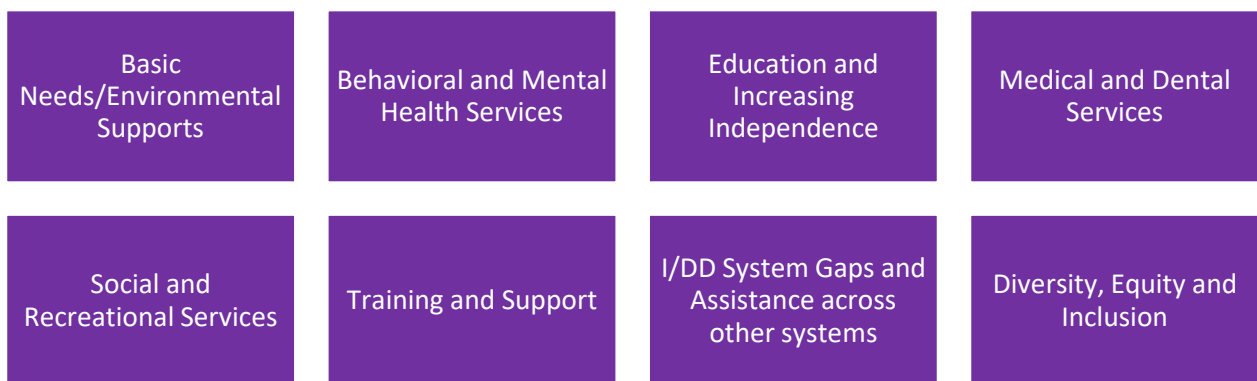 Basic
Needs/Environmental
Supports
Behavioral and Mental
Health Services
Education and
Increasing
Independence
Medical and Dental
Services
Social and
Recreational Services
Training and Support
I/DD System Gaps and
Assistance across
other systems
Diversity, Equity and
Inclusion